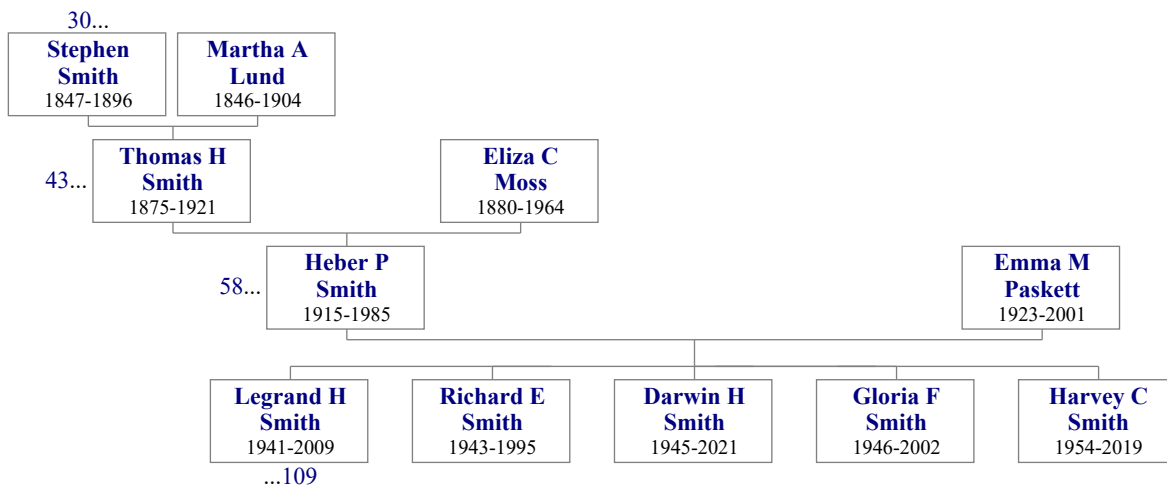 30...
Stephen
Smith
1847-1896
Martha A
Lund
1846-1904
43...
Thomas H
Smith
1875-1921
Eliza C
Moss
1880-1964
58...
Heber P
Smith
1915-1985
Emma M
Paskett
1923-2001
Legrand H
Smith
1941-2009
Richard E
Smith
1943-1995
Darwin H
Smith
1945-2021
Gloria F
Smith
1946-2002
Harvey C
Smith
1954-2019
...109